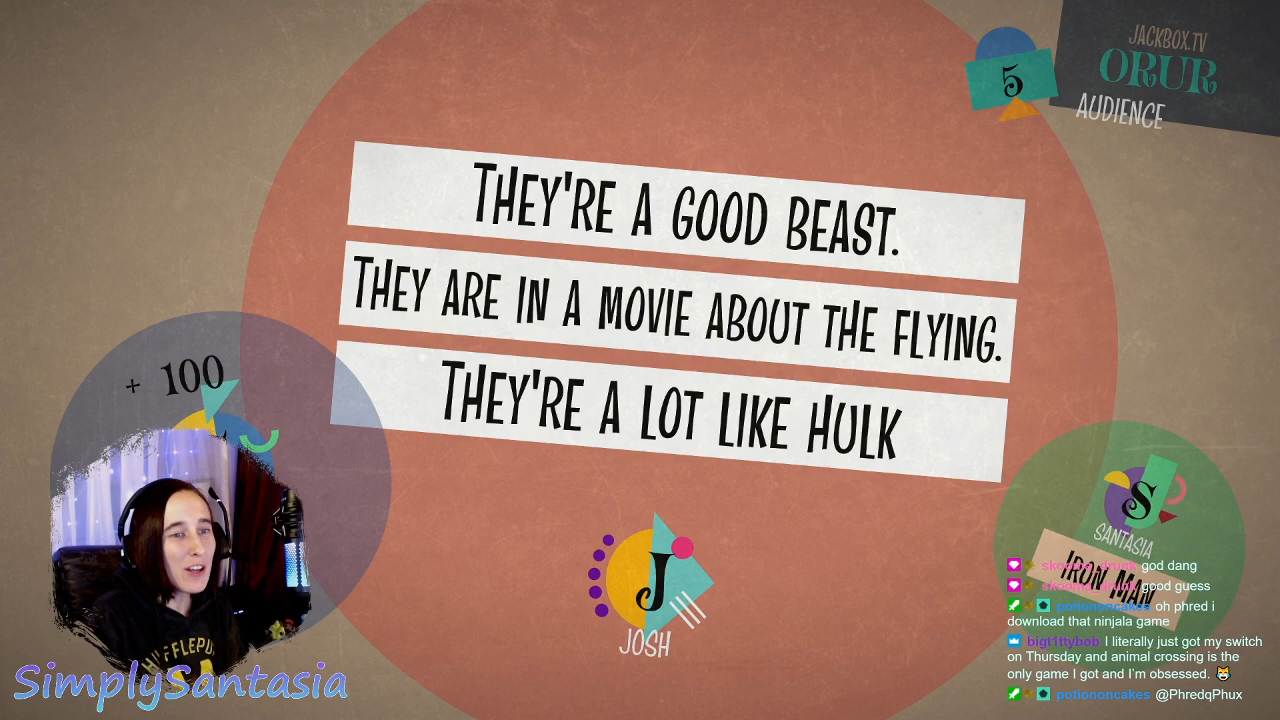 JACKBOX.TV
ORUR
AUDIENCE
5
THEY'RE A GOOD BEAST.
THEY ARE IN A MOVIE ABOUT THE FLYING.
THEY'RE A LOT LIKE HULK
+ 100
J
JOSH
S
SANTASIA
IRON MAN
god dang
good guess
potiononcakes oh phred i
download that ninjala game
bigt1ttybob I literally just got my switch
on Thursday and animal crossing is the
only game I got and I'm obsessed.
potiononcakes @PhredqPhux
SimplySantasia